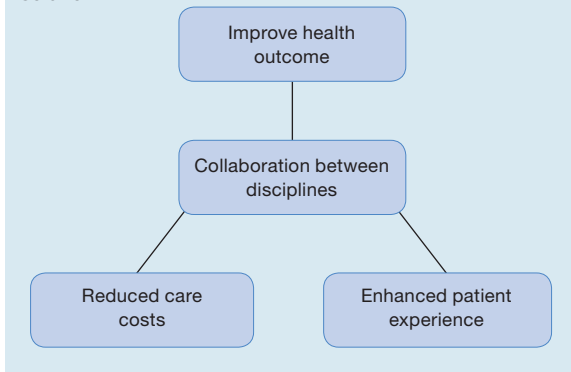 Improve health
outcome
Collaboration between
disciplines
Reduced care
costs
Enhanced patient
experience